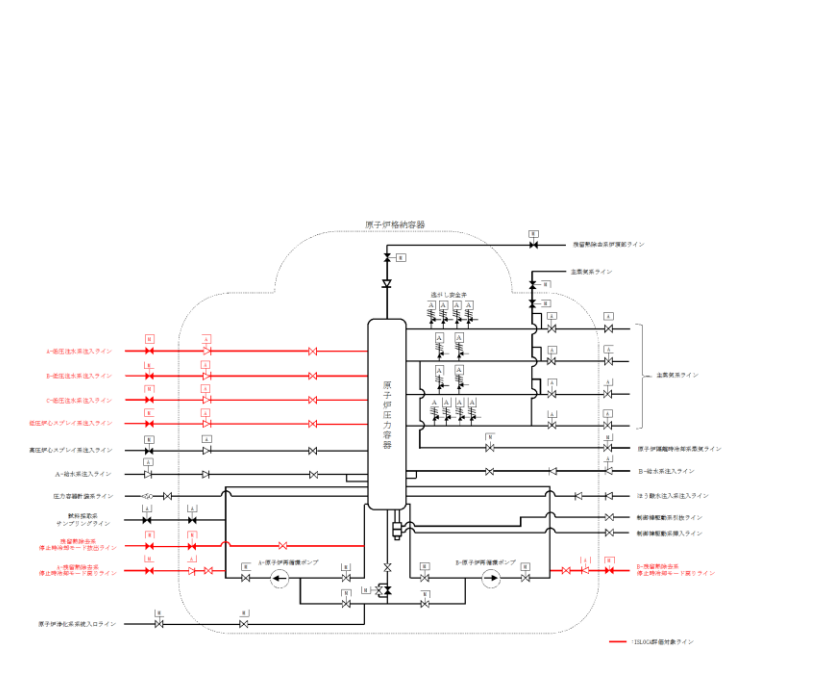 原子炉格納容器
残留熱除去系炉頂部ライン
主蒸気系ライン
逃がし安全弁
A-低圧注水系注入ライン
B-低圧注水系注入ライン
C-低圧注水系注入ライン
低圧炉心スプレイ系注入ライン
高圧炉心スプレイ系注入ライン
A-給水系注入ライン
圧力容器計装系ライン
試料採取系
サンプリングライン
残留熱除去系
停止時冷却モード抜出ライン
A-残留熱除去系
停止時冷却モード戻りライン
原子炉浄化系系統入口ライン
原子炉圧力容器
主蒸気系ライン
原子炉隔離時冷却系蒸気ライン
B-給水系注入ライン
ほう酸水注入系注入ライン
制御棒駆動系引抜ライン
制御棒駆動系挿入ライン
A-原子炉再循環ポンプ
B-原子炉再循環ポンプ
B-残留熱除去系
停止時冷却モード戻りライン
:ISLOCA評価対象ライン